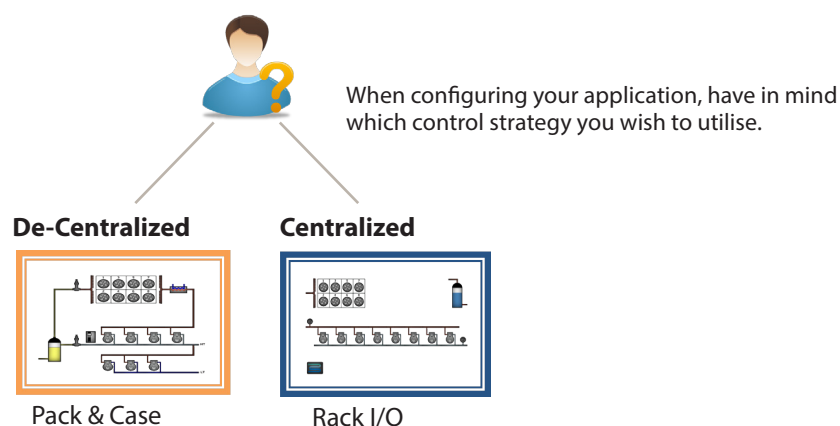 When configuring your application, have in mind
which control strategy you wish to utilise.
De-Centralized
Centralized
Pack & Case
Rack I/O